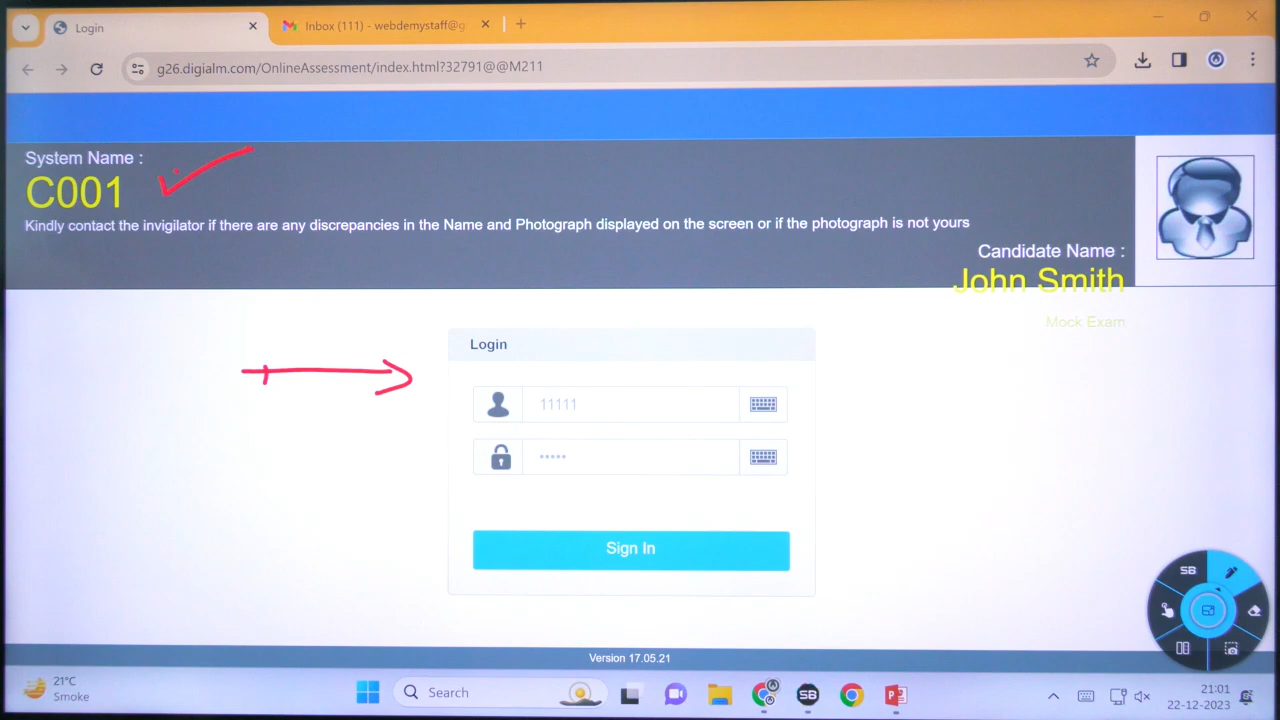 Login
Inbox (111) - webdemystaff@g
g26.digialm.com/OnlineAssessment/index.html?32791@@M211
System Name :
C001
Kindly contact the invigilator if there are any discrepancies in the Name and Photograph displayed on the screen or if the photograph is not yours
Candidate Name :
John Smith
Mock Exam
Login
11111
•••••
Sign In
SB
Version 17.05.21
21°C
Smoke
Search
SB
21:01
22-12-2023